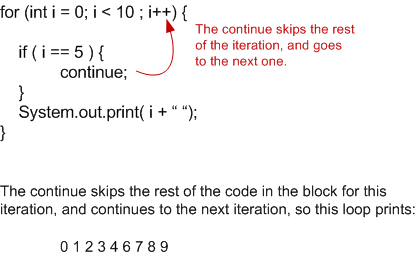 for (int i = 0; i < 10 ; i++) {
The continue skips the rest
of the iteration, and goes
to the next one.
if ( i == 5 ) {
continue;
}
System.out.print( i + “ “);
}
The continue skips the rest of the code in the block for this
iteration, and continues to the next iteration, so this loop prints:
0 1 2 3 4 6 7 8 9